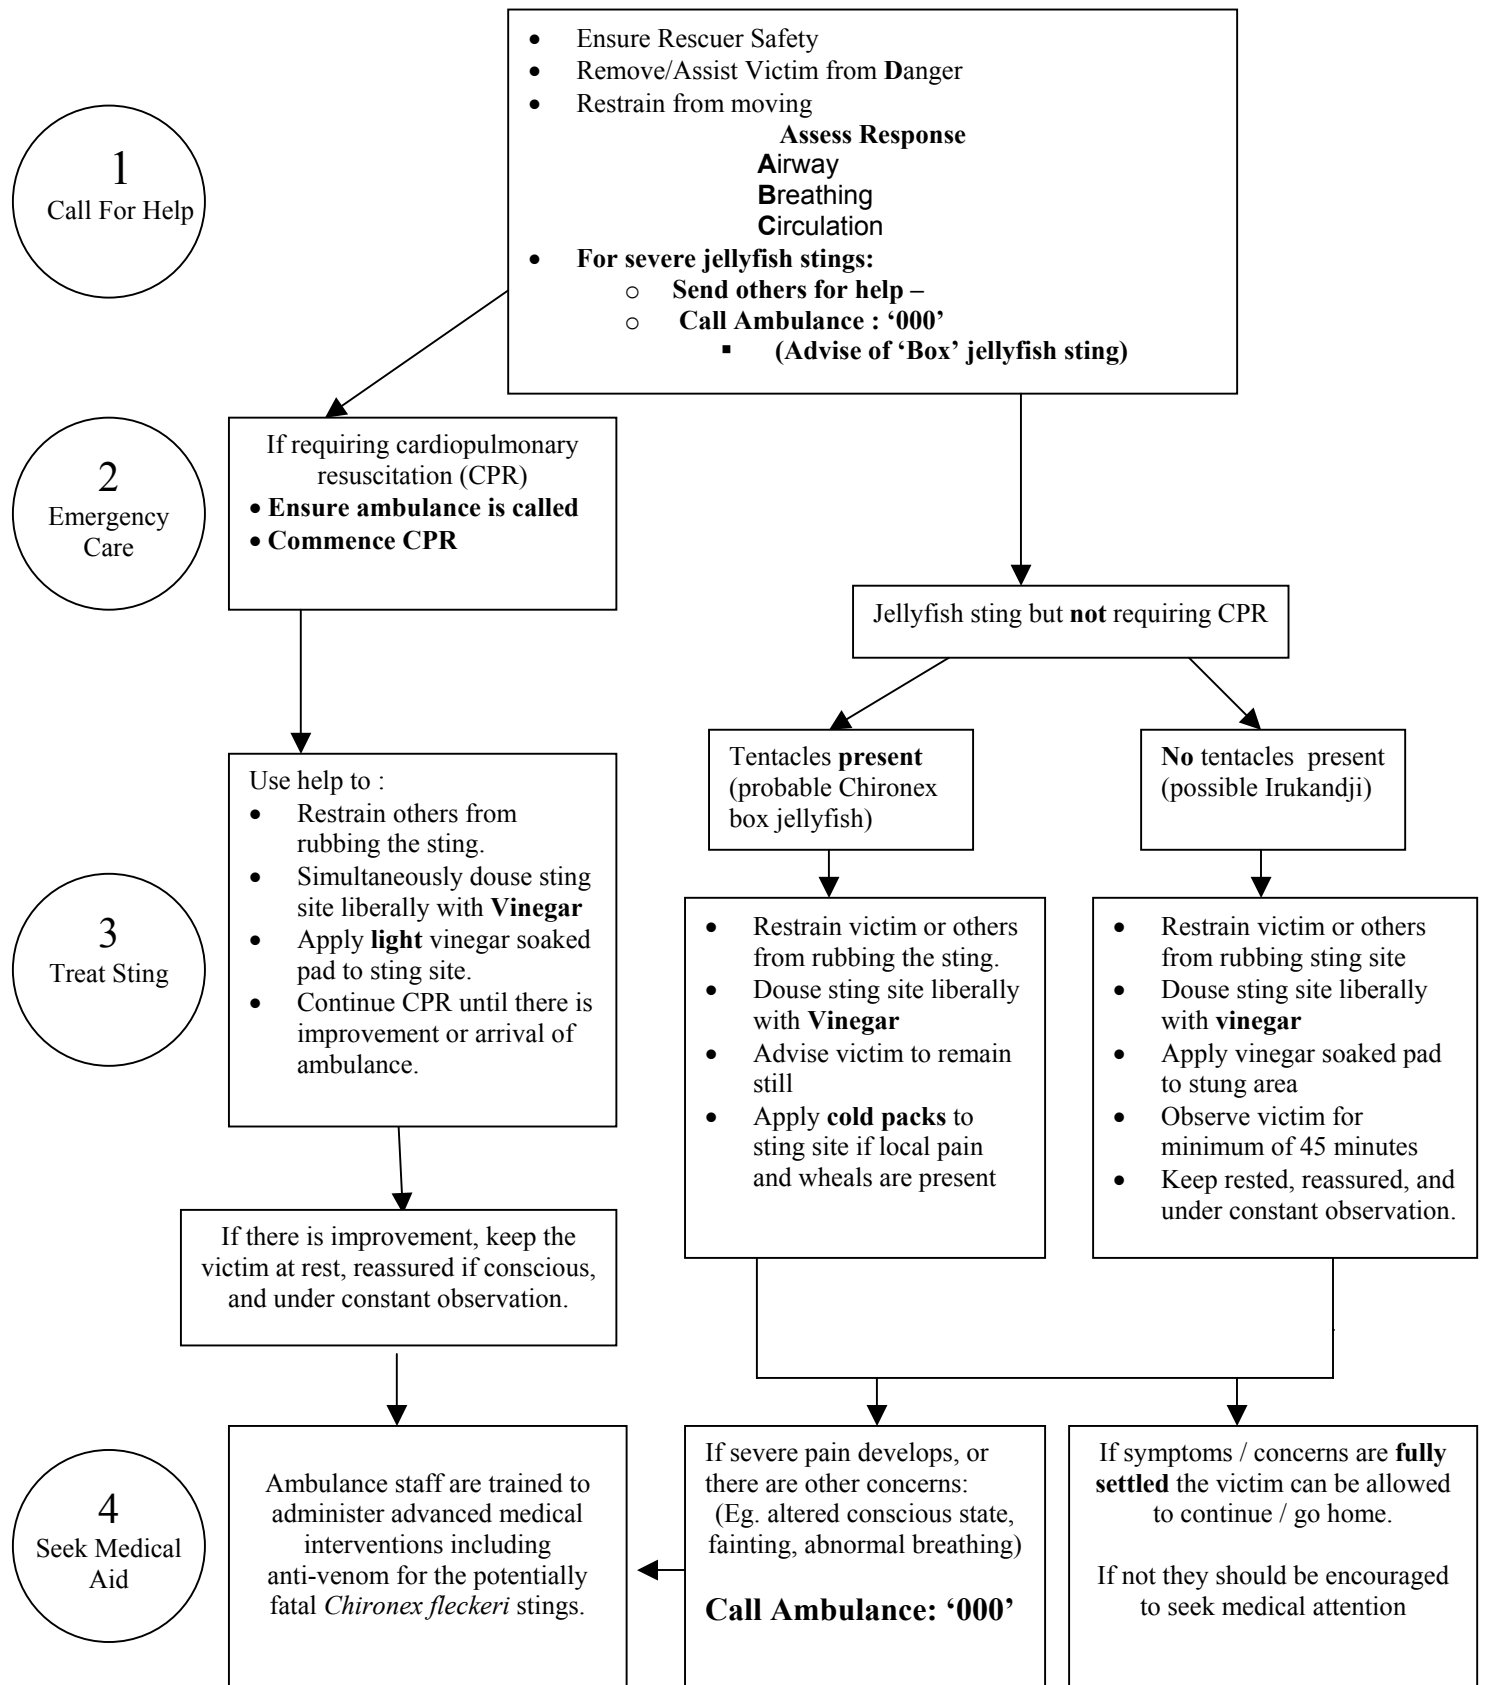 • Ensure Rescuer Safety
• Remove/Assist Victim from Danger
• Restrain from moving
Assess Response
Airway
Breathing
Circulation
• For severe jellyfish stings:
o Send others for help –
o Call Ambulance : ‘000’
▪ (Advise of ‘Box’ jellyfish sting)
1
Call For Help
2
Emergency
Care
If requiring cardiopulmonary
resuscitation (CPR)
• Ensure ambulance is called
• Commence CPR
Jellyfish sting but not requiring CPR
Tentacles present
(probable Chironex
box jellyfish)
No tentacles present
(possible Irukandji)
3
Treat Sting
Use help to :
• Restrain others from
rubbing the sting.
• Simultaneously douse sting
site liberally with Vinegar
• Apply light vinegar soaked
pad to sting site.
• Continue CPR until there is
improvement or arrival of
ambulance.
• Restrain victim or others
from rubbing the sting.
• Douse sting site liberally
with Vinegar
• Advise victim to remain
still
• Apply cold packs to
sting site if local pain
and wheals are present
• Restrain victim or others
from rubbing sting site
• Douse sting site liberally
with vinegar
• Apply vinegar soaked pad
to stung area
• Observe victim for
minimum of 45 minutes
• Keep rested, reassured, and
under constant observation.
If there is improvement, keep the
victim at rest, reassured if conscious,
and under constant observation.
4
Seek Medical
Aid
Ambulance staff are trained to
administer advanced medical
interventions including
anti-venom for the potentially
fatal Chironex fleckeri stings.
If severe pain develops, or
there are other concerns:
(Eg. altered conscious state,
fainting, abnormal breathing)
Call Ambulance: ‘000’
If symptoms / concerns are fully
settled the victim can be allowed
to continue / go home.
If not they should be encouraged
to seek medical attention